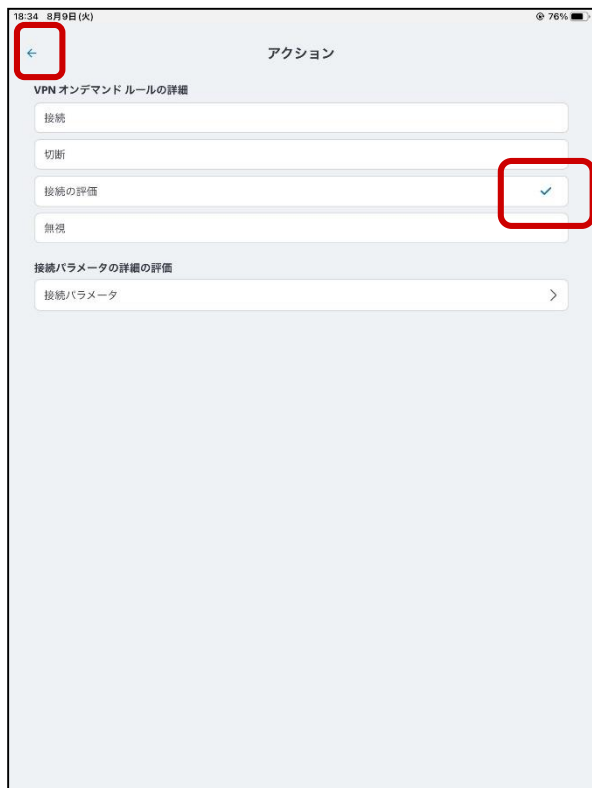 18:34 8月9日(火)
76%
アクション
VPN オンデマンド ルールの詳細
接続
切断
接続の評価
無視
接続パラメータの詳細の評価
接続パラメータ